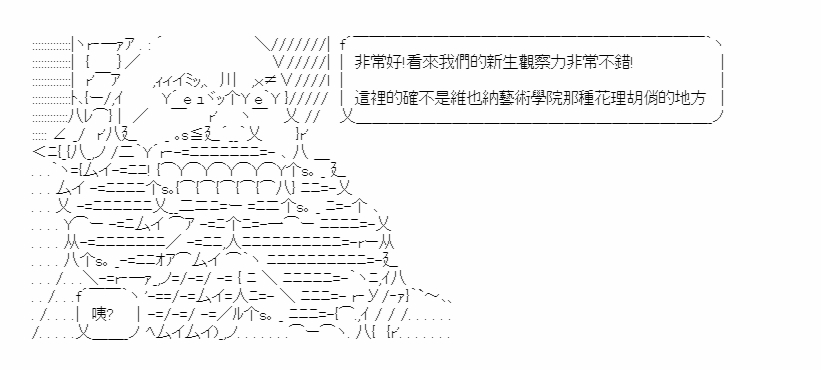 非常好!看來我們的新生觀察力非常不錯!
這裡的確不是維也納藝術學院那種花理胡俏的地方
咦?